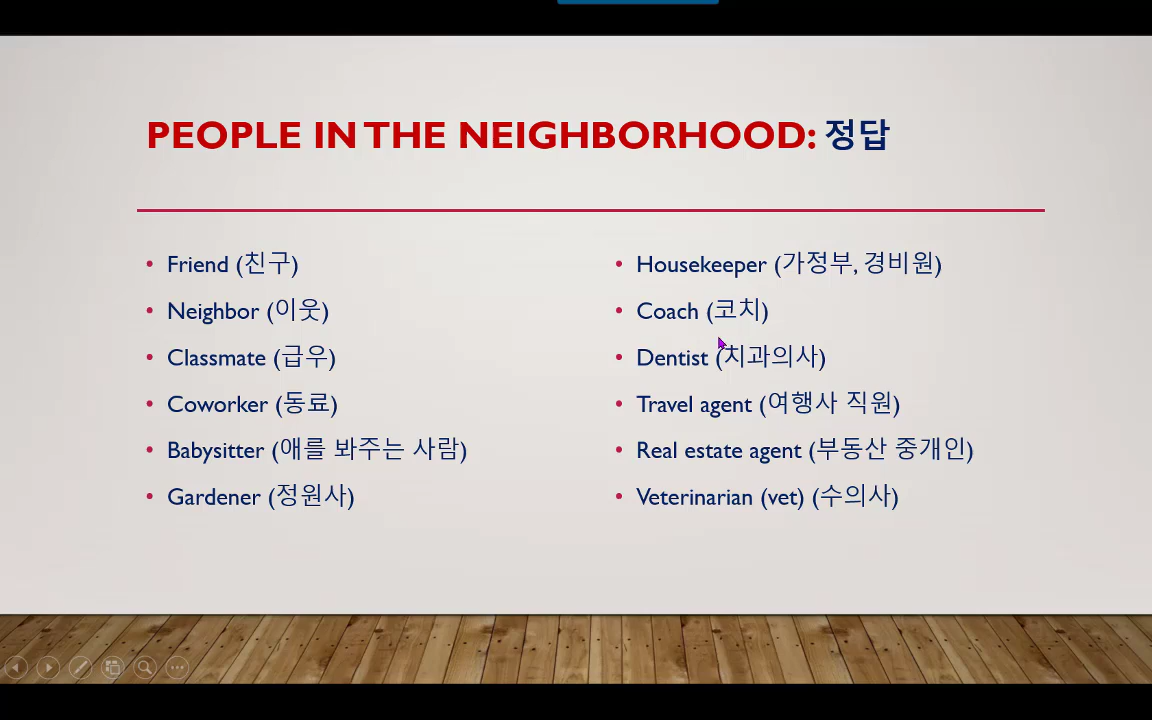 PEOPLE IN THE NEIGHBORHOOD: 정답
• Friend (친구)
• Neighbor (이웃)
• Classmate (급우)
• Coworker (동료)
• Babysitter (애를 봐주는 사람)
• Gardener (정원사)
• Housekeeper (가정부, 경비원)
• Coach (코치)
• Dentist (치과의사)
• Travel agent (여행사 직원)
• Real estate agent (부동산 중개인)
• Veterinarian (vet) (수의사)